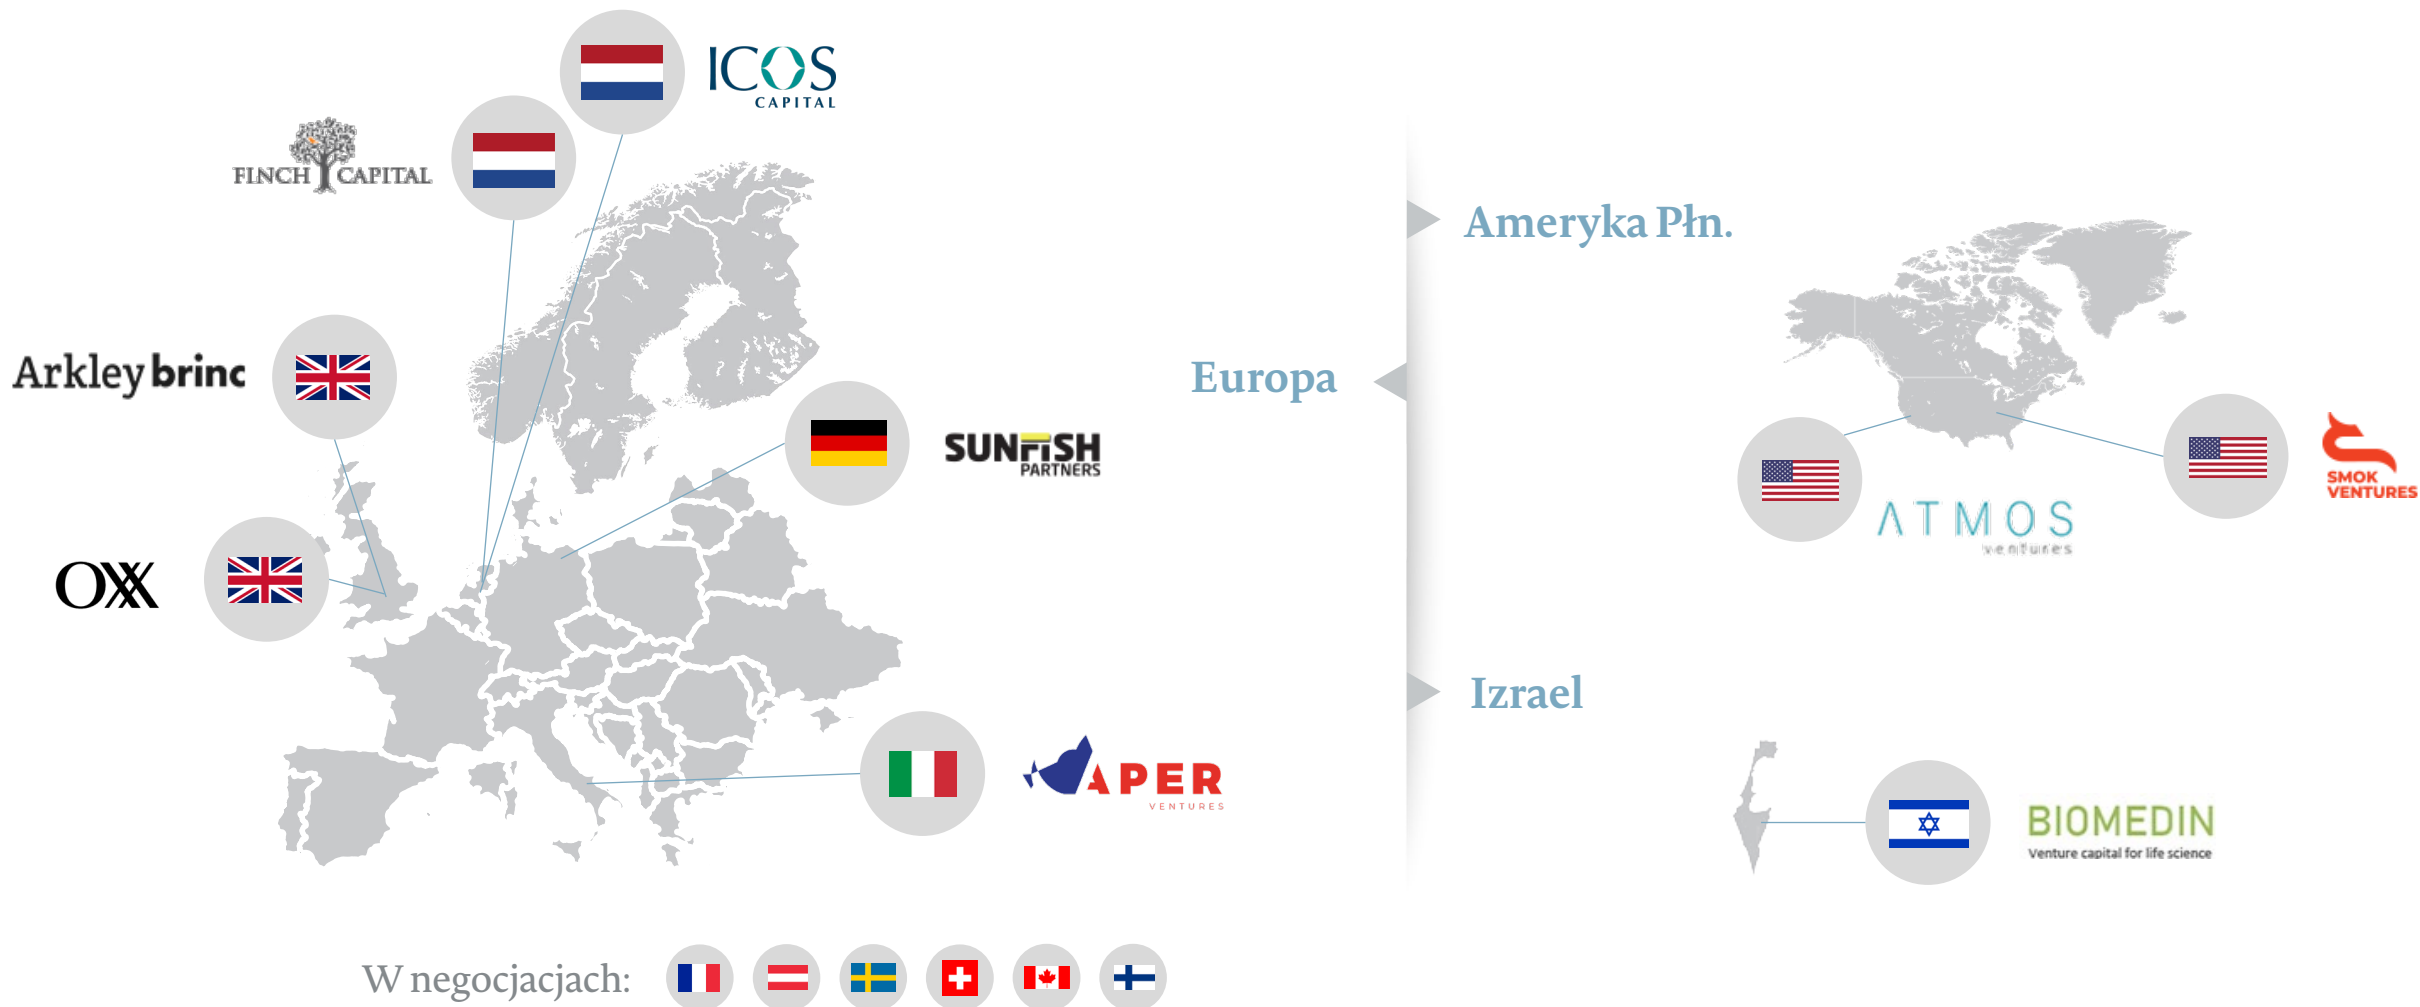 ICOS
CAPITAL
FINCH CAPITAL
Ameryka Płn.
Arkley brinc
Europa
SUNFISH
PARTNERS
SMOK
VENTURES
ATMOS
ventures
OXX
Izrael
APER
VENTURES
BIOMEDIN
Venture capital for life science
W negocjacjach: